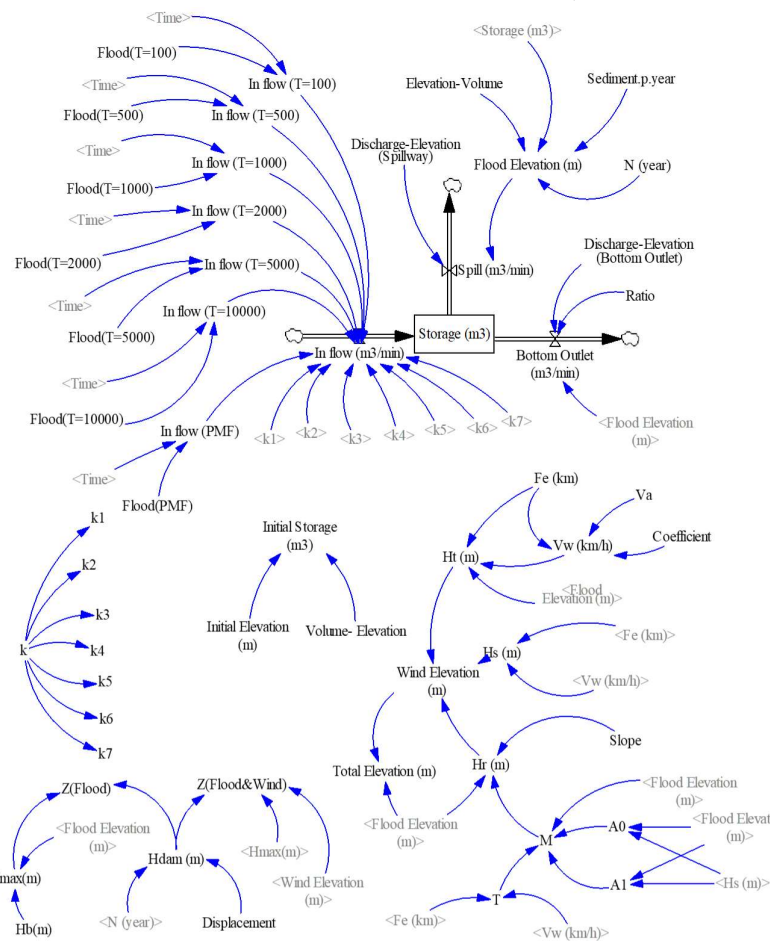 <Time>
Flood(T=100)
In flow (T=100)
<Time>
Flood(T=500)
In flow (T=500)
<Time>
Flood(T=1000)
In flow (T=1000)
<Time>
Flood(T=2000)
In flow (T=2000)
<Time>
Flood(T=5000)
In flow (T=5000)
<Time>
Flood(T=10000)
In flow (T=10000)
<Time>
Flood(PMF)
In flow (PMF)
In flow (m3/min)
<k1>
<k2>
<k3>
<k4>
<k5>
<k6>
<k7>
Storage (m3)
Discharge-Elevation
(Spillway)
Spill (m3/min)
<Storage (m3)>
Elevation-Volume
Sediment.p.year
Flood Elevation (m)
N (year)
Discharge-Elevation
(Bottom Outlet)
Ratio
Bottom Outlet
(m3/min)
<Flood Elevation
(m)>
k
k1
k2
k3
k4
k5
k6
k7
Initial Storage
(m3)
Initial Elevation
(m)
Volume- Elevation
Fe (km)
Va
Vw (km/h)
Coefficient
Ht (m)
<Flood
Elevation (m)>
Hs (m)
<Fe (km)>
<Vw (km/h)>
Wind Elevation
(m)
Total Elevation (m)
Hr (m)
Slope
<Flood Elevation
(m)>
<Flood Elevation
(m)>
M
A0
<Flood Elevat
m)>
A1
<Hs (m)>
T
<Fe (km)>
<Vw (km/h)>
Z(Flood)
Z(Flood&Wind)
<Flood Elevation
(m)>
max(m)
Hb(m)
Hdam (m)
<Hmax(m)>
<Wind Elevation
(m)>
<N (year)>
Displacement